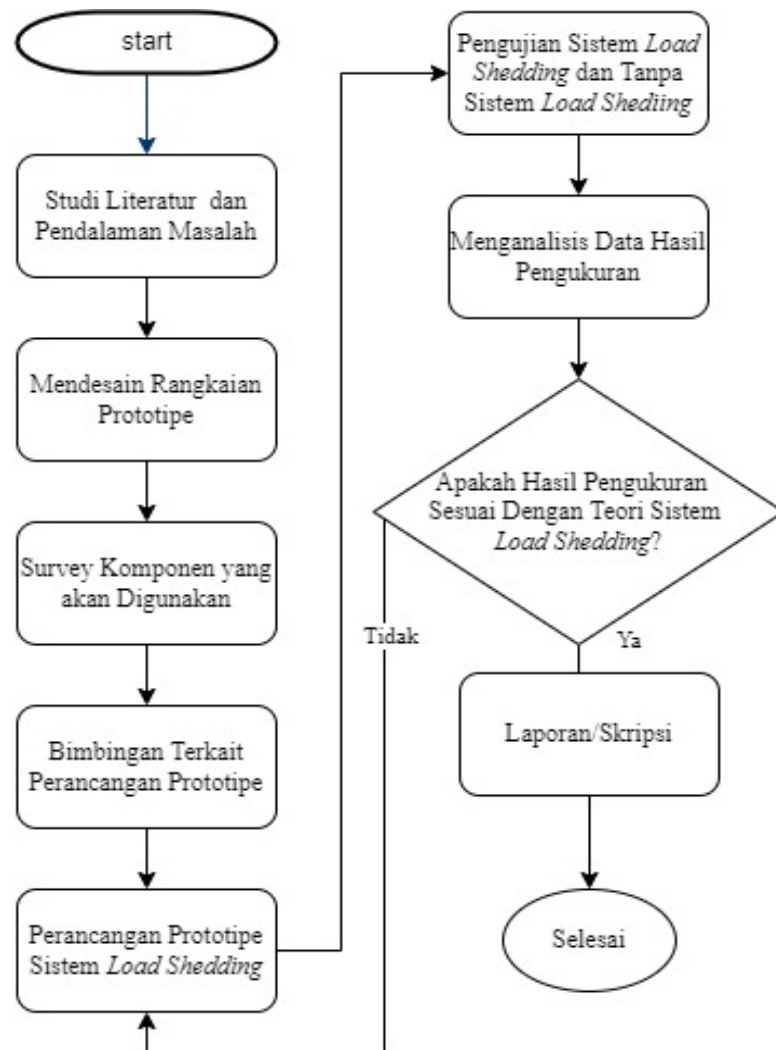 start
Studi Literatur dan
Pendalaman Masalah
Mendesain Rangkaian
Prototipe
Survey Komponen yang
akan Digunakan
Bimbingan Terkait
Perancangan Prototipe
Perancangan Prototipe
Sistem Load Shedding
Pengujian Sistem Load
Shedding dan Tanpa
Sistem Load Shediing
Menganalisis Data Hasil
Pengukuran
Apakah Hasil Pengukuran
Sesuai Dengan Teori Sistem
Load Shedding?
Tidak
Ya
Laporan/Skripsi
Selesai